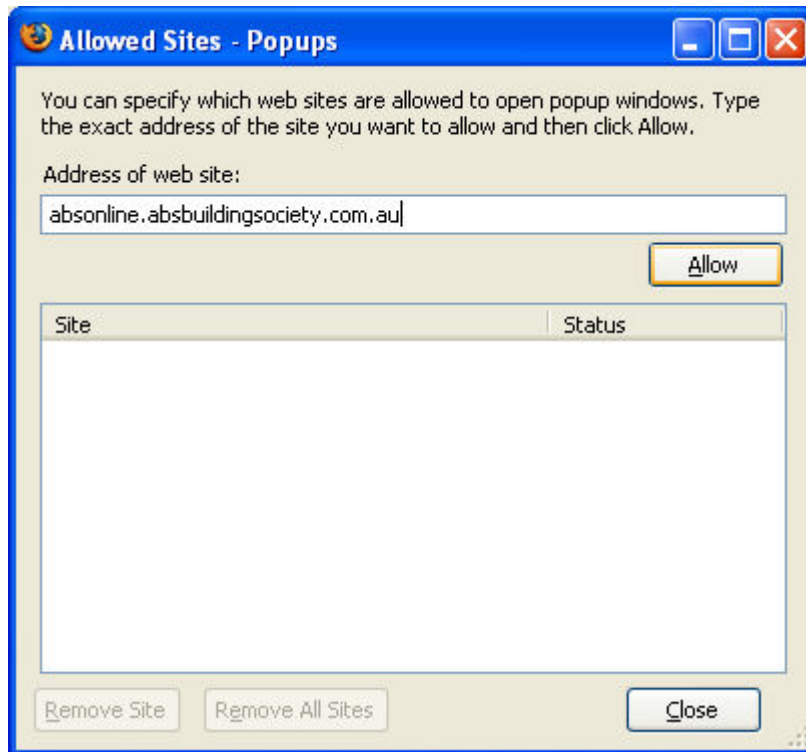 Allowed Sites - Popups
You can specify which web sites are allowed to open popup windows. Type
the exact address of the site you want to allow and then click Allow.
Address of web site:
absonline.absbuildingsociety.com.au
Allow
Site Status
Remove Site Remove All Sites Close